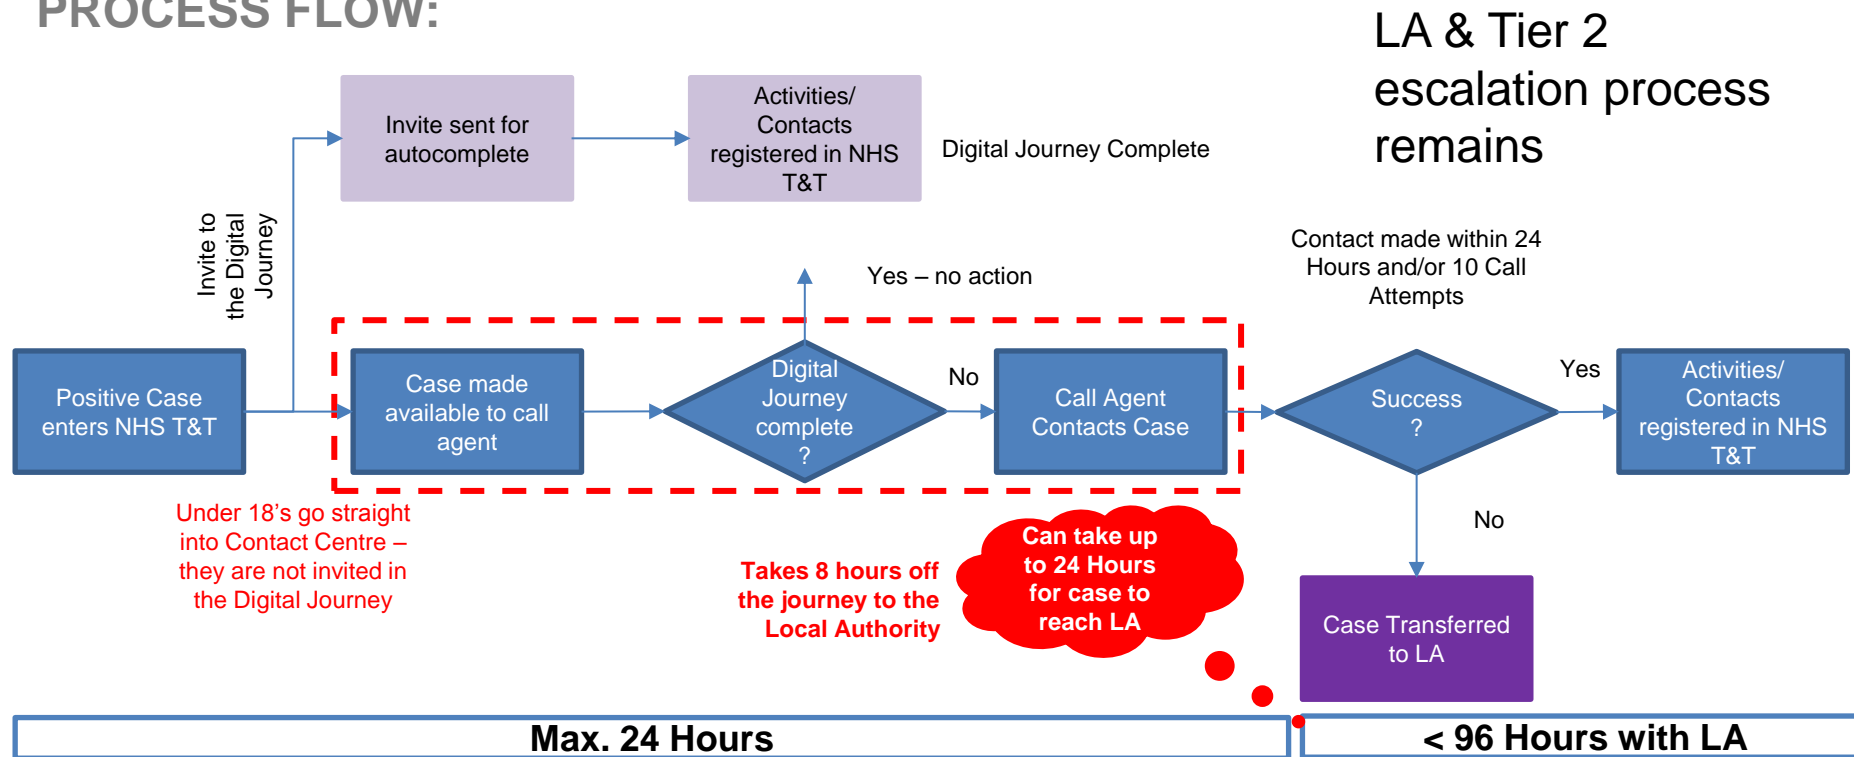 PROCESS FLOW:
LA & Tier 2
escalation process
remains
Invite sent for
autocomplete
Activities/
Contacts
registered in NHS
T&T
Digital Journey Complete
Invite to
the Digital
Journey
Yes – no action
Contact made within 24
Hours and/or 10 Call
Attempts
Positive Case
enters NHS T&T
Case made
available to call
agent
Digital
Journey
complete
?
No
Call Agent
Contacts Case
Success
?
Yes
Activities/
Contacts
registered in NHS
T&T
Under 18's go straight
into Contact Centre –
they are not invited in
the Digital Journey
Takes 8 hours off
the journey to the
Local Authority
Can take up
to 24 Hours
for case to
reach LA
No
Case Transferred
to LA
Max. 24 Hours
< 96 Hours with LA